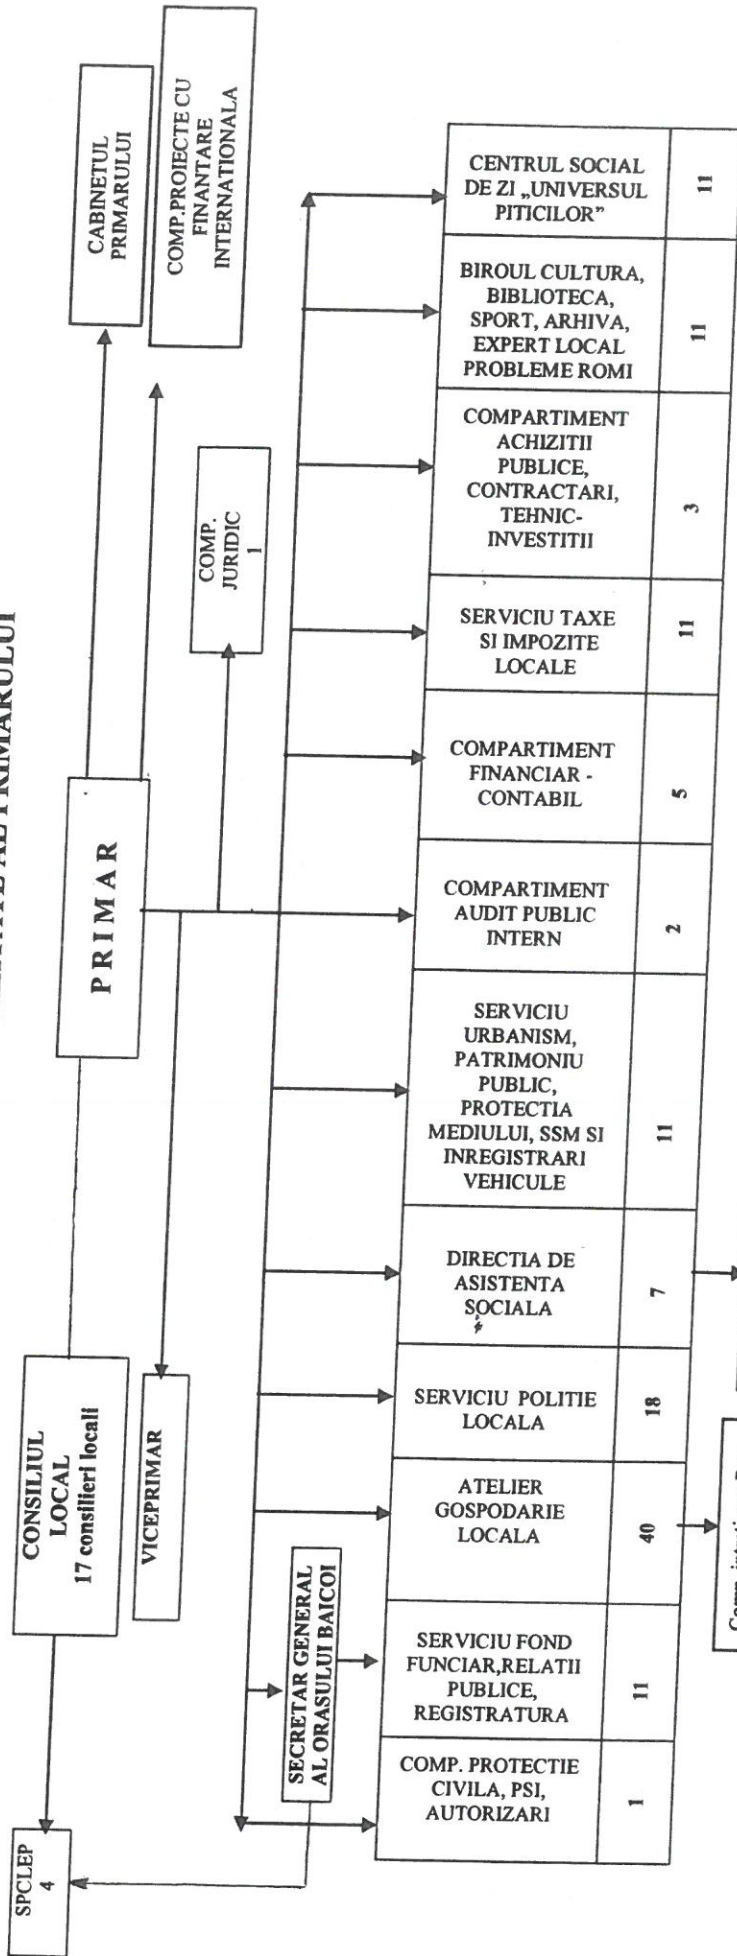 AL PRIMARULUI
CABINETUL
PRIMARULUI
COMP.PROIECTE CU
FINANTARE
INTERNATIONALA
PRIMAR
CONSILIUL
LOCAL
17 consilieri locali
VICEPRIMAR
COMP.
JURIDIC
1
SPCLEP
4
SECRETAR GENERAL
AL ORASULUI BAICOI
COMP. PROTECTIE
CIVILA, PSI,
AUTORIZARI
1
SERVICIU FOND
FUNCIAR,RELATII
PUBLICE,
REGISTRATURA
11
ATELIER
GOSPODARIE
LOCALA
40
SERVICIU POLITIE
LOCALA
18
DIRECTIA DE
ASISTENTA
SOCIALA
7
SERVICIU
URBANISM,
PATRIMONIU
PUBLIC,
PROTECTIA
MEDIULUI, SSM SI
INREGISTRARI
VEHICULE
11
COMPARTIMENT
AUDIT PUBLIC
INTERN
2
COMPARTIMENT
FINANCIAR -
CONTABIL
5
SERVICIU TAXE
SI IMPOZITE
LOCALE
11
COMPARTIMENT
ACHIZITII
PUBLICE,
CONTRACTARI,
TEHNIC-
INVESTITII
3
BIROUL CULTURA,
BIBLIOTECA,
SPORT, ARHIVA,
EXPERT LOCAL
PROBLEME ROMI
11
CENTRUL SOCIAL
DE ZI „UNIVERSUL
PITICILOR”
11